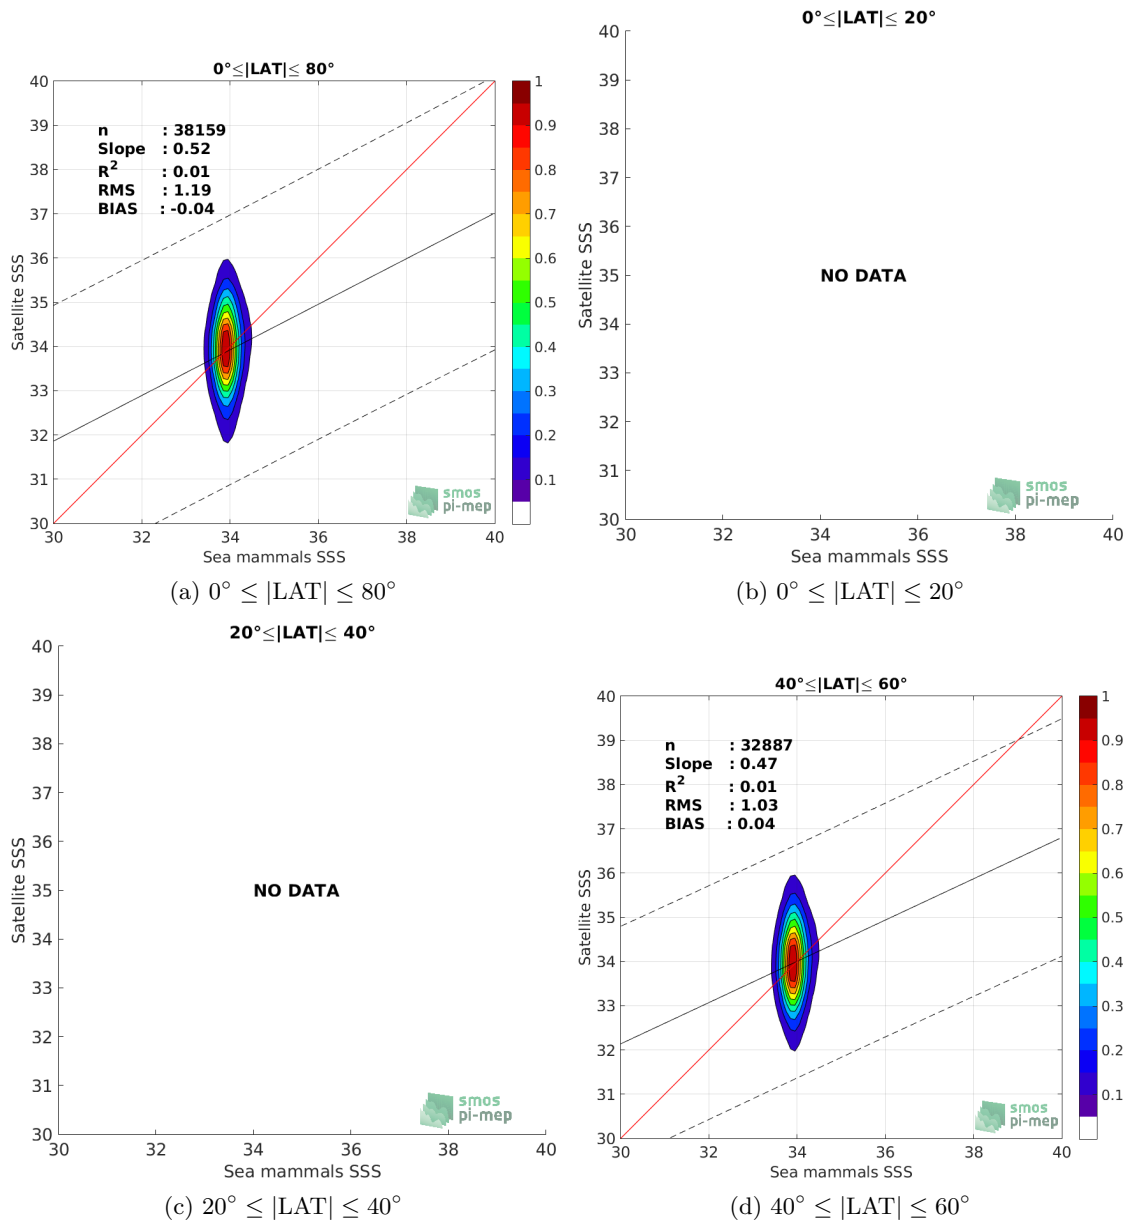 0°≤|LAT|≤ 80°
n : 38159
Slope : 0.52
R² : 0.01
RMS : 1.19
BIAS : -0.04
40
39
38
37
36
35
34
33
32
31
30
Satellite SSS
30 32 34 36 38 40
Sea mammals SSS
1
0.9
0.8
0.7
0.6
0.5
0.4
0.3
0.2
0.1
smos
pi-mep
(a) 0° ≤ |LAT| ≤ 80°
0°≤|LAT|≤ 20°
40
39
38
37
36
35
34
33
32
31
30
Satellite SSS
NO DATA
smos
pi-mep
30 32 34 36 38 40
Sea mammals SSS
(b) 0° ≤ |LAT| ≤ 20°
20°≤|LAT|≤ 40°
40
39
38
37
36
35
34
33
32
31
30
Satellite SSS
NO DATA
smos
pi-mep
30 32 34 36 38 40
Sea mammals SSS
(c) 20° ≤ |LAT| ≤ 40°
40°≤|LAT|≤ 60°
n : 32887
Slope : 0.47
R² : 0.01
RMS : 1.03
BIAS : 0.04
40
39
38
37
36
35
34
33
32
31
30
Satellite SSS
30 32 34 36 38 40
Sea mammals SSS
1
0.9
0.8
0.7
0.6
0.5
0.4
0.3
0.2
0.1
smos
pi-mep
(d) 40° ≤ |LAT| ≤ 60°